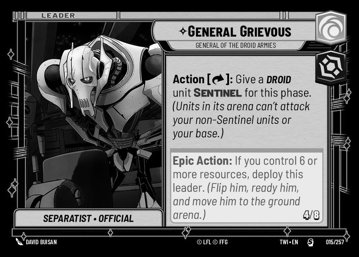 LEADER
GENERAL GRIEVOUS
GENERAL OF THE DROID ARMIES
Action [↷]: Give a DROID
unit SENTINEL for this phase.
(Units in its arena can't attack
your non-Sentinel units or
your base.)
Epic Action: If you control 6 or
more resources, deploy this
leader. (Flip him, ready him,
and move him to the ground
arena.)
4/8
SEPARATIST • OFFICIAL
DAVID BUISAN
© LFL © FFG
TWI • EN
S
015/257